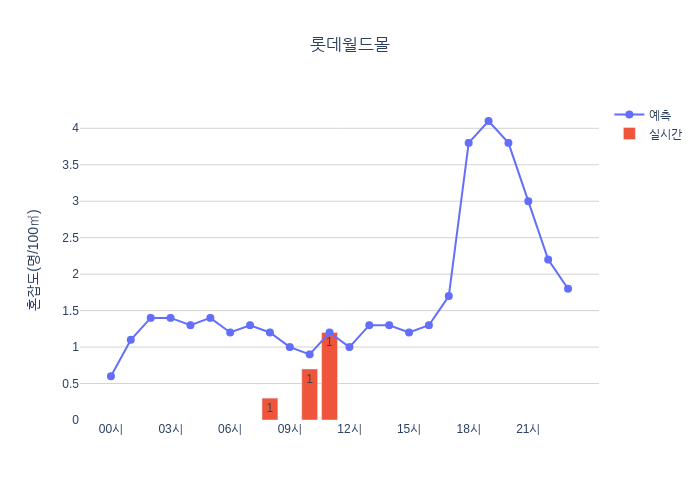 롯데월드몰
예측
실시간
혼잡도(명/100㎡)
4
3.5
3
2.5
2
1.5
1
0.5
0
1
1
1
00시
03시
06시
09시
12시
15시
18시
21시